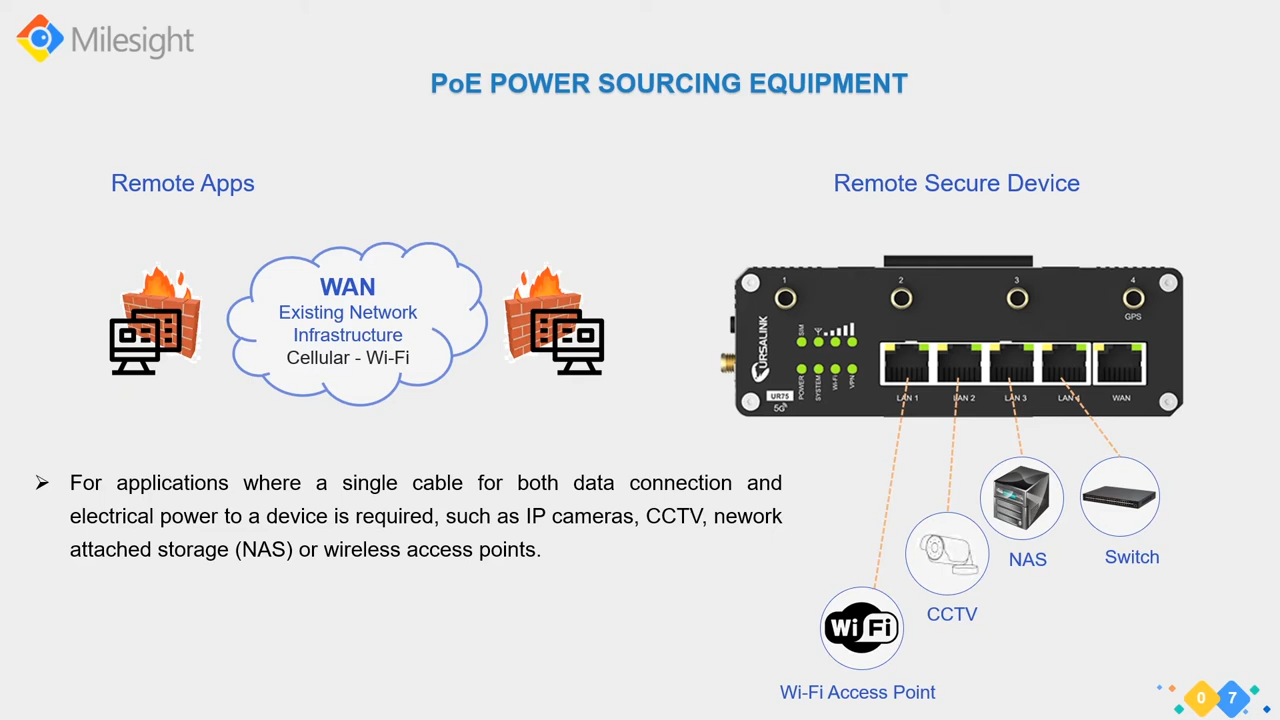 Milesight
PoE POWER SOURCING EQUIPMENT
Remote Apps
Remote Secure Device
WAN
Existing Network
Infrastructure
Cellular - Wi-Fi
1
2
3
4
GPS
URSALINK
SIM
POWER
SYSTEM
Wi-Fi
VPN
UR75
5G
LAN 1
LAN 2
LAN 3
LAN 4
WAN
➢ For applications where a single cable for both data connection and
electrical power to a device is required, such as IP cameras, CCTV, nework
attached storage (NAS) or wireless access points.
NAS
Switch
CCTV
Wi Fi
Wi-Fi Access Point
0 7